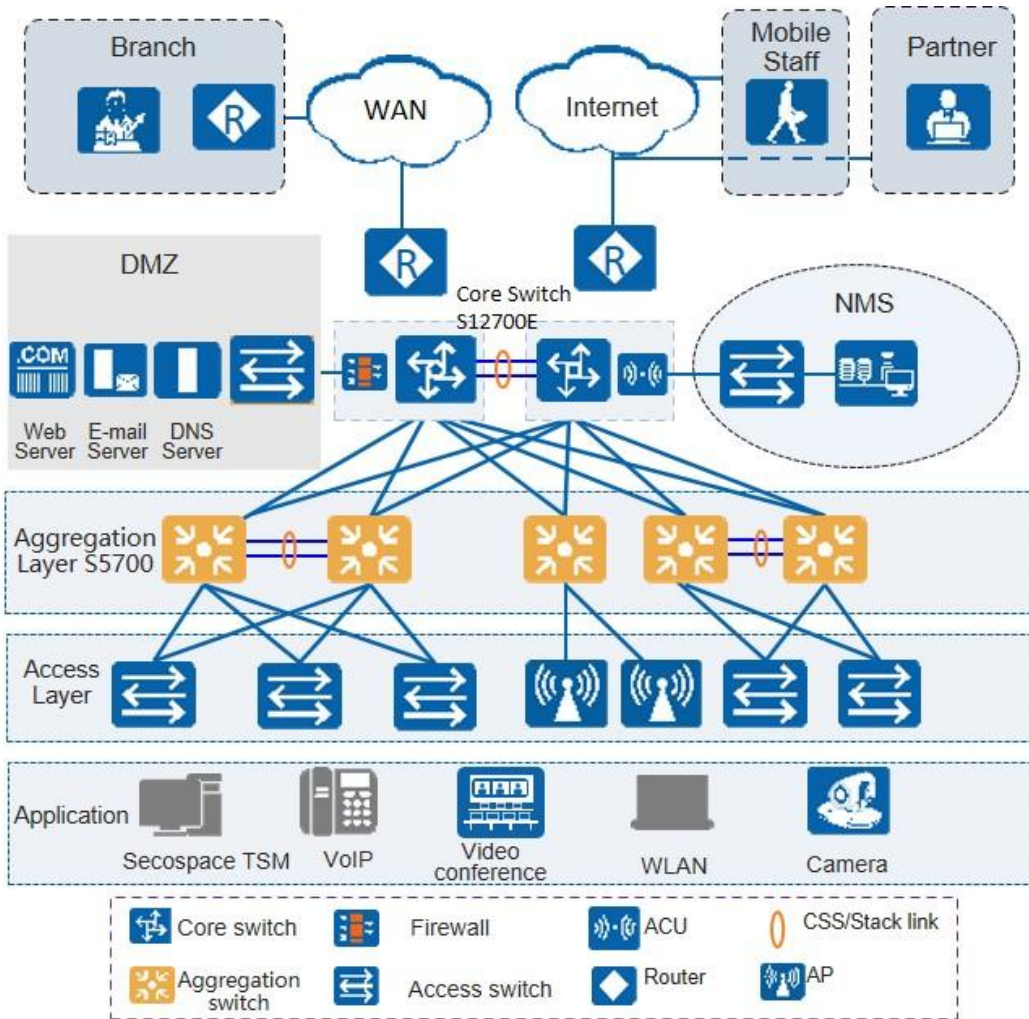 Branch
WAN
Internet
Mobile
Staff
Partner
R
R
R
DMZ
Core Switch
S12700E
NMS
.COM
Web
Server
E-mail
Server
DNS
Server
Aggregation
Layer S5700
Access
Layer
Application
Secospace TSM
VoIP
Video
conference
WLAN
Camera
Core switch
Firewall
ACU
CSS/Stack link
Aggregation
switch
Access switch
Router
AP